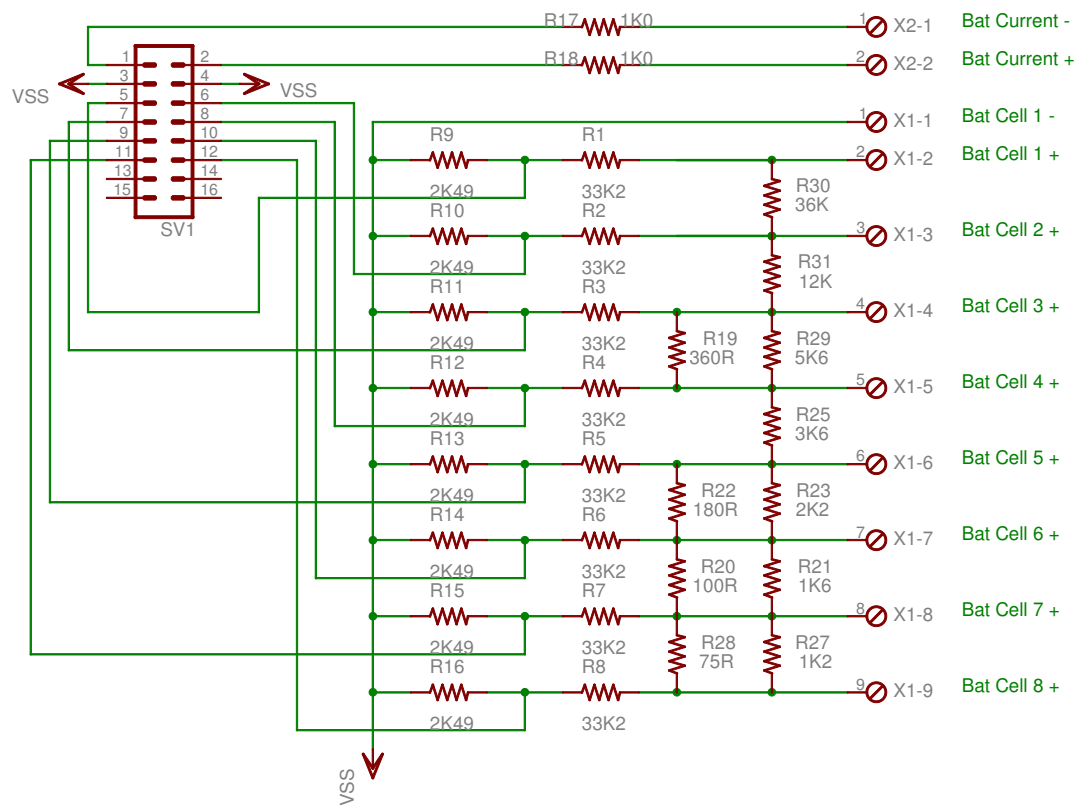 R17 1K0 1 X2-1 Bat Current -
R18 1K0 2 X2-2 Bat Current +
1 2
VSS 3 4 VSS
5 6
7 8
9 10
11 12
13 14
15 16
SV1
1 X1-1 Bat Cell 1 -
R9 R1 2 X1-2 Bat Cell 1 +
2K49 33K2 R30
36K
R10 R2 3 X1-3 Bat Cell 2 +
2K49 33K2 R31
12K
R11 R3 4 X1-4 Bat Cell 3 +
2K49 33K2 R19 R29
360R 5K6
R12 R4 5 X1-5 Bat Cell 4 +
2K49 33K2 R25
3K6
R13 R5 6 X1-6 Bat Cell 5 +
2K49 33K2 R22 R23
180R 2K2
R14 R6 7 X1-7 Bat Cell 6 +
2K49 33K2 R20 R21
100R 1K6
R15 R7 8 X1-8 Bat Cell 7 +
2K49 33K2 R28 R27
75R 1K2
R16 R8 9 X1-9 Bat Cell 8 +
2K49 33K2
VSS